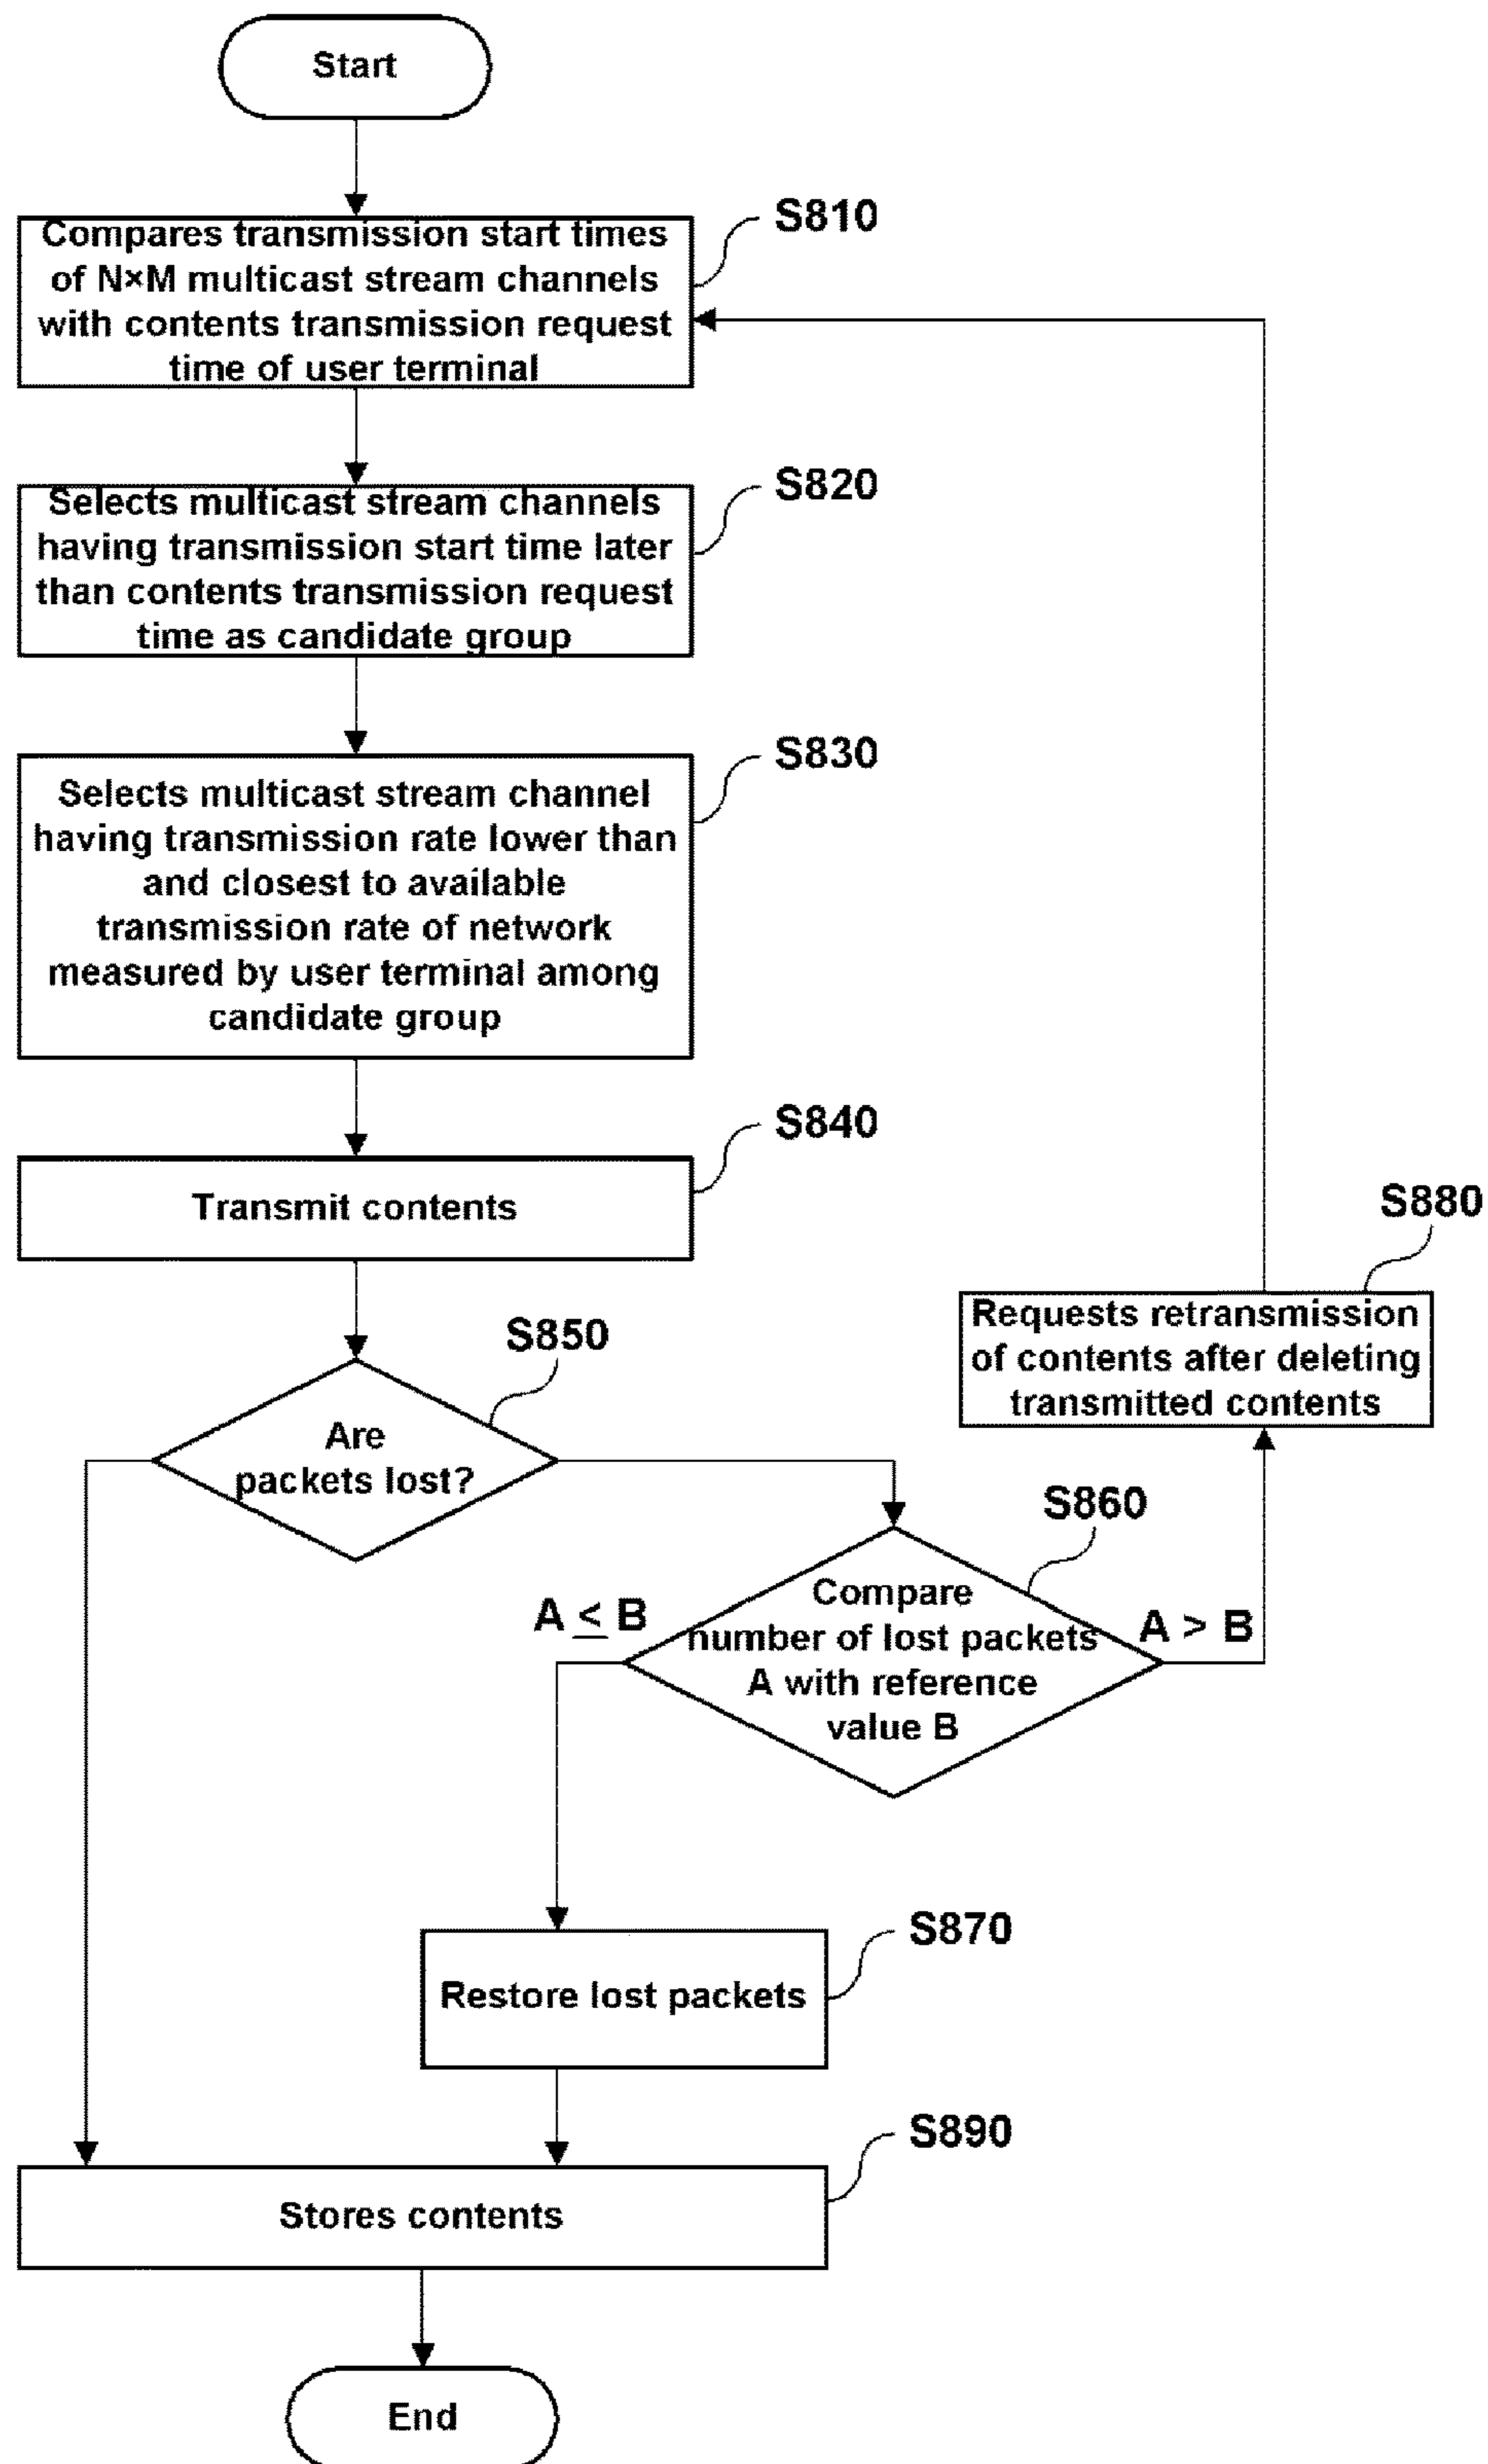 Start
S810
Compares transmission start times
of N×M multicast stream channels
with contents transmission request
time of user terminal
S820
Selects multicast stream channels
having transmission start time later
than contents transmission request
time as candidate group
S830
Selects multicast stream channel
having transmission rate lower than
and closest to available
transmission rate of network
measured by user terminal among
candidate group
S840
Transmit contents
S880
Requests retransmission
of contents after deleting
transmitted contents
S850
Are
packets lost?
S860
Compare
number of lost packets
A with reference
value B
A ≤ B
A > B
S870
Restore lost packets
S890
Stores contents
End